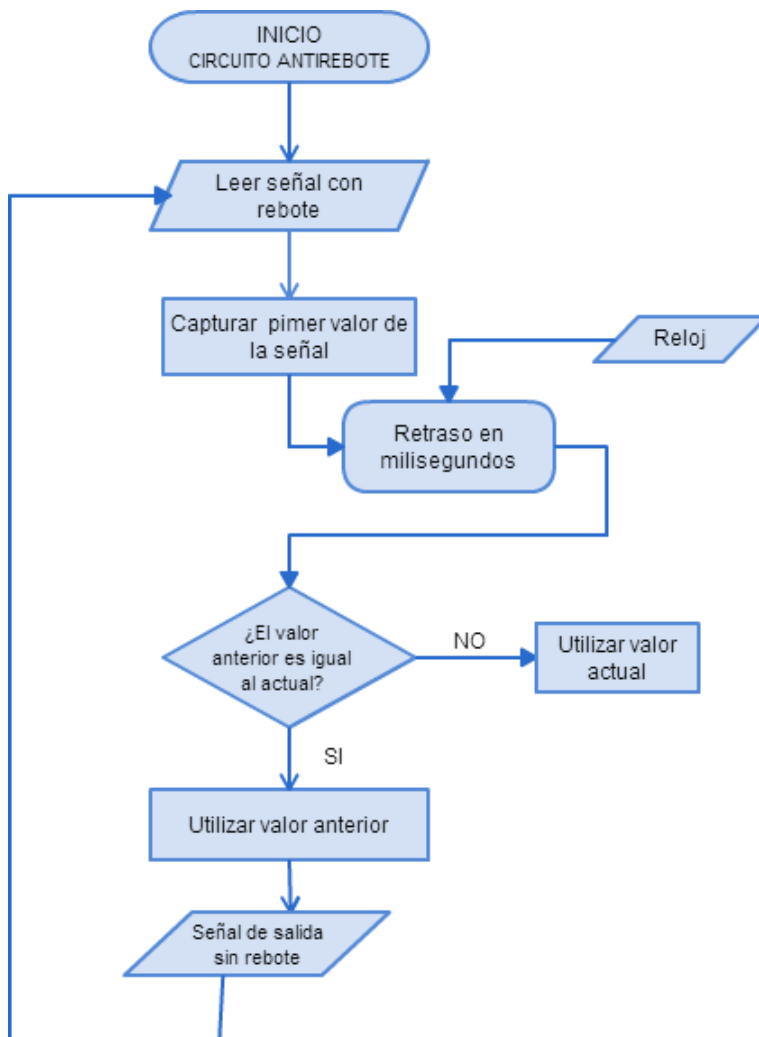 INICIO
CIRCUITO ANTIREBOTE
Leer señal con
rebote
Capturar pimer valor de
la señal
Reloj
Retraso en
milisegundos
¿El valor
anterior es igual
al actual?
NO
Utilizar valor
actual
SI
Utilizar valor anterior
Señal de salida
sin rebote